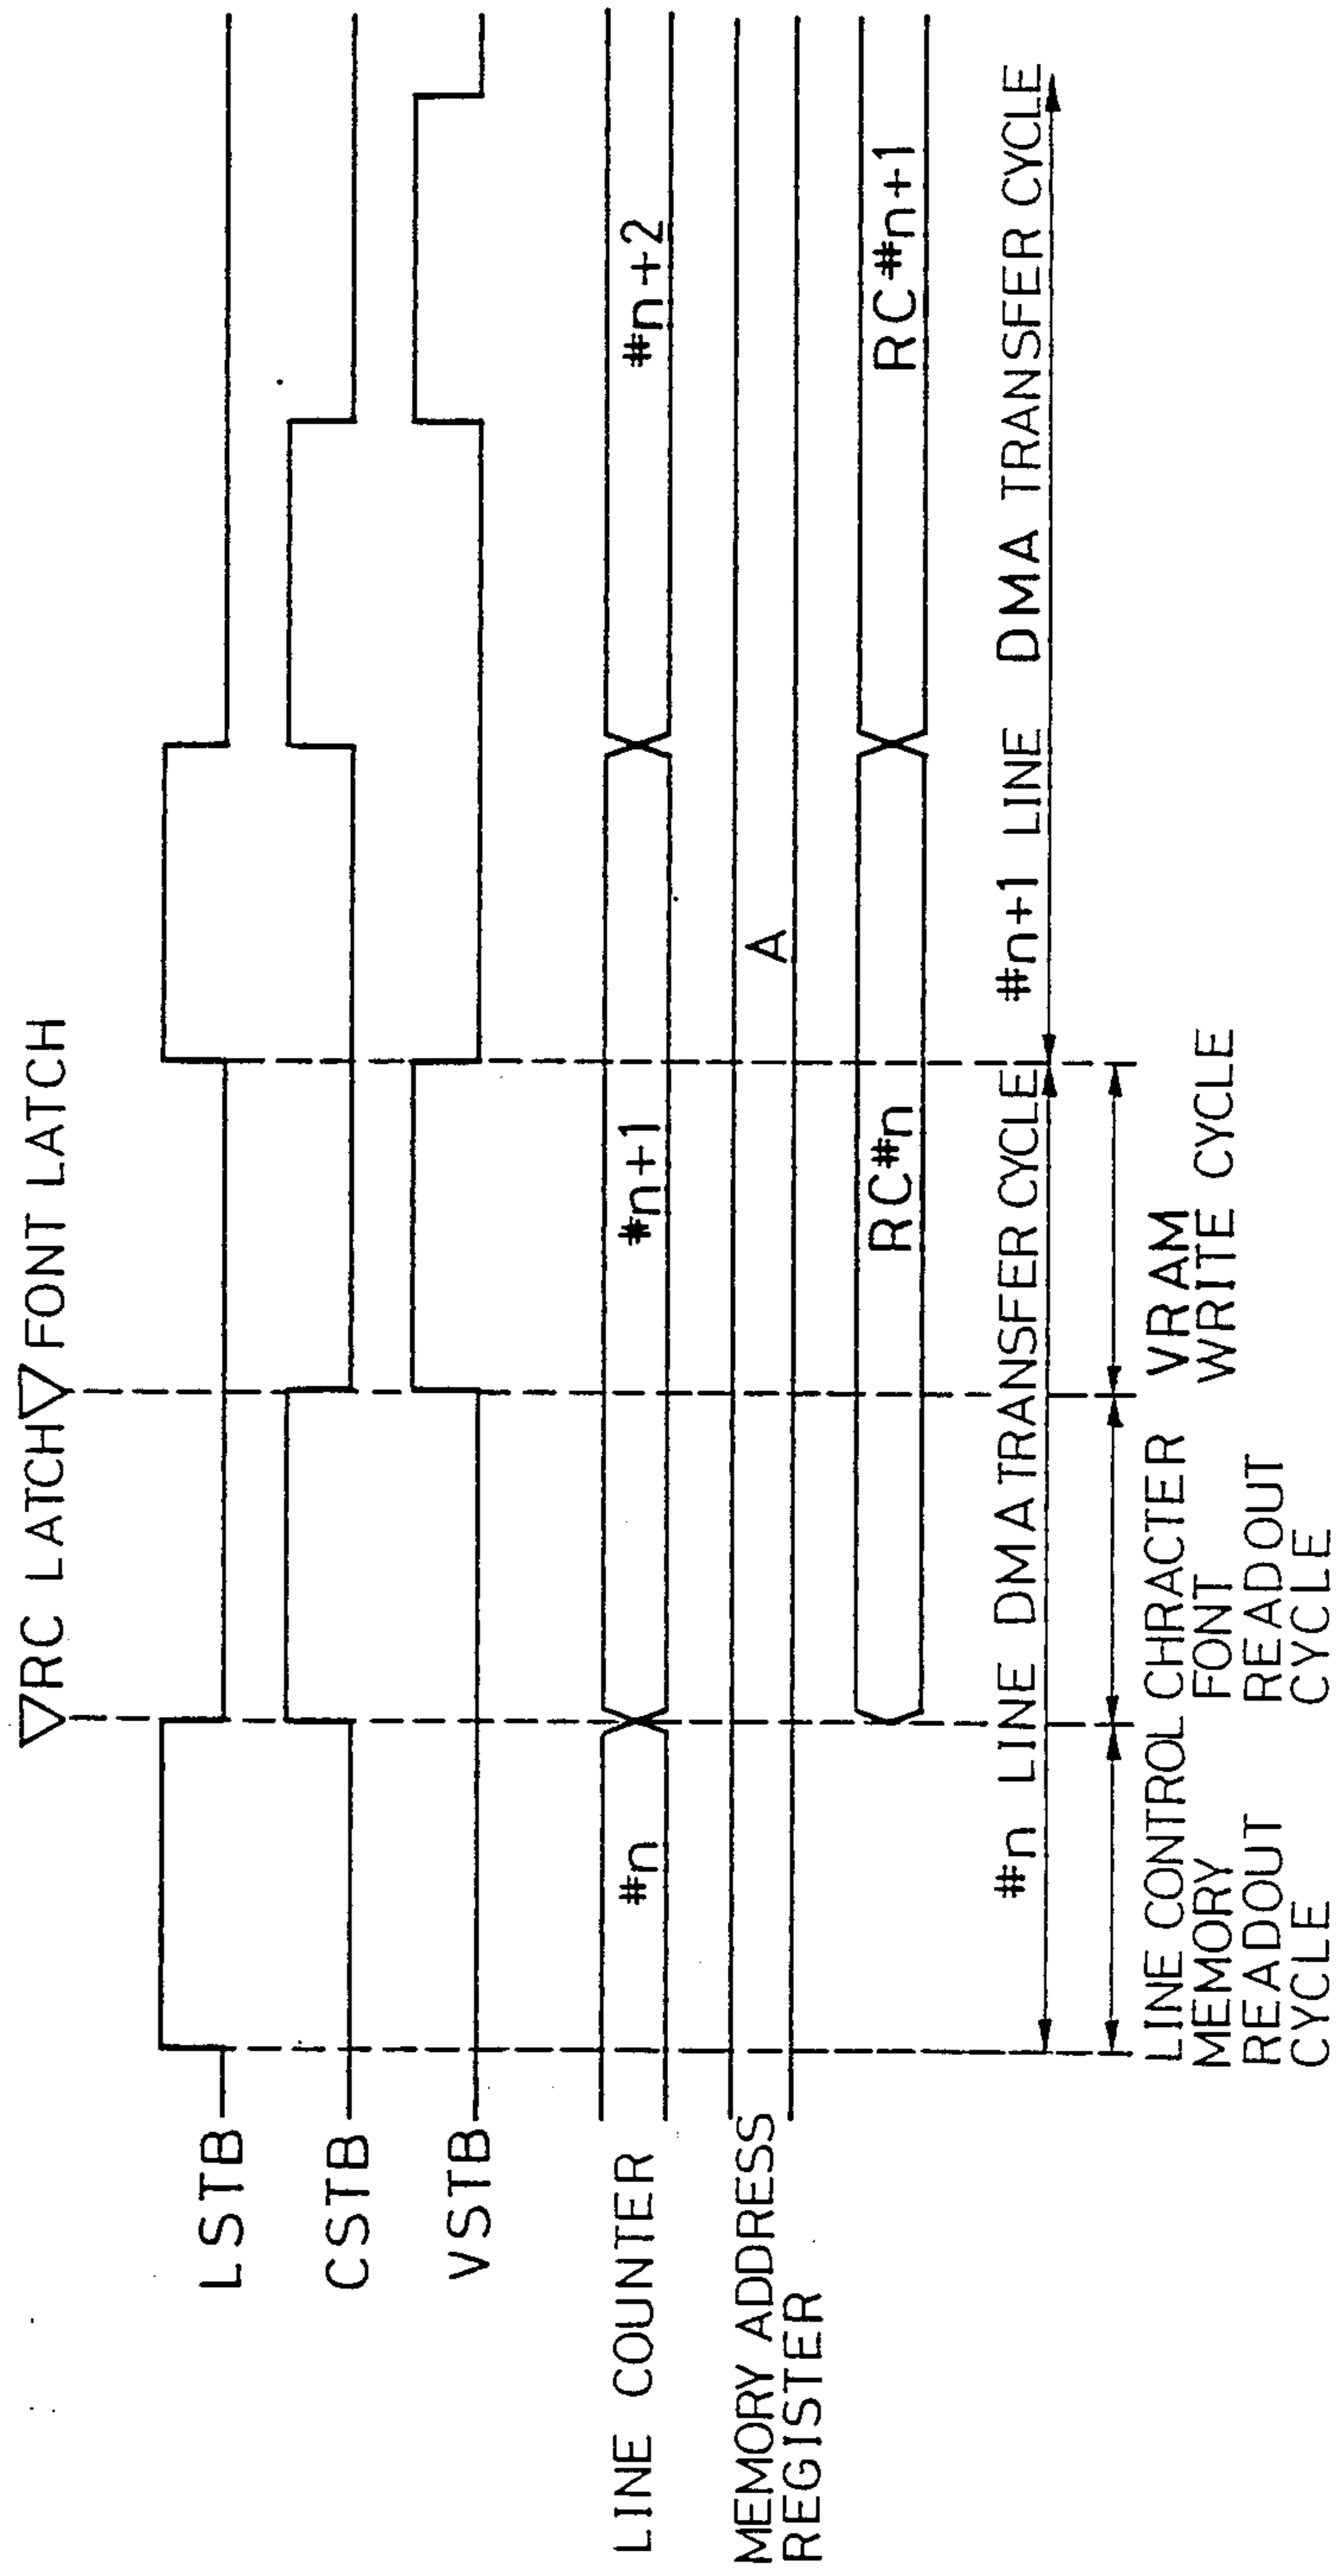 ▽RC LATCH ▽FONT LATCH
LSTB
CSTB
VSTB
LINE COUNTER
#n
#n+1
#n+2
MEMORY ADDRESS
REGISTER
A
RC#n
RC#n+1
#n LINE DMA TRANSFER CYCLE
#n+1 LINE DMA TRANSFER CYCLE
LINE CONTROL
MEMORY
READOUT
CYCLE
CHRACTER
FONT
READOUT
CYCLE
VRAM
WRITE CYCLE